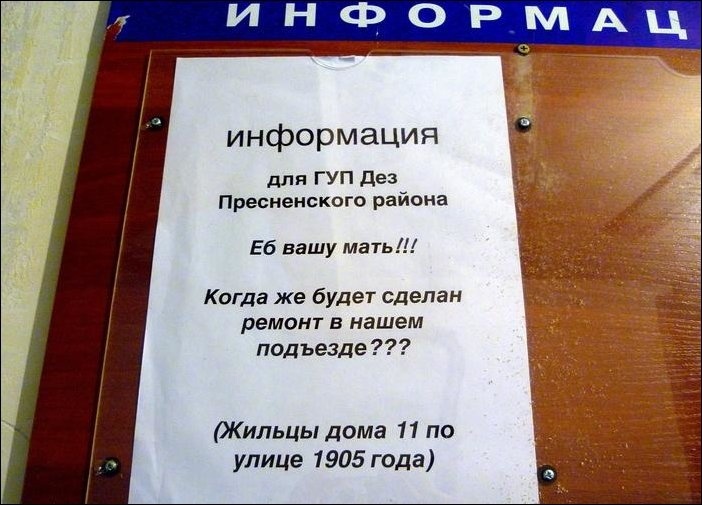 ИНФОРМАЦ
информация
для ГУП Дез
Пресненского района
Еб вашу мать!!!
Когда же будет сделан
ремонт в нашем
подъезде???
(Жильцы дома 11 по
улице 1905 года)